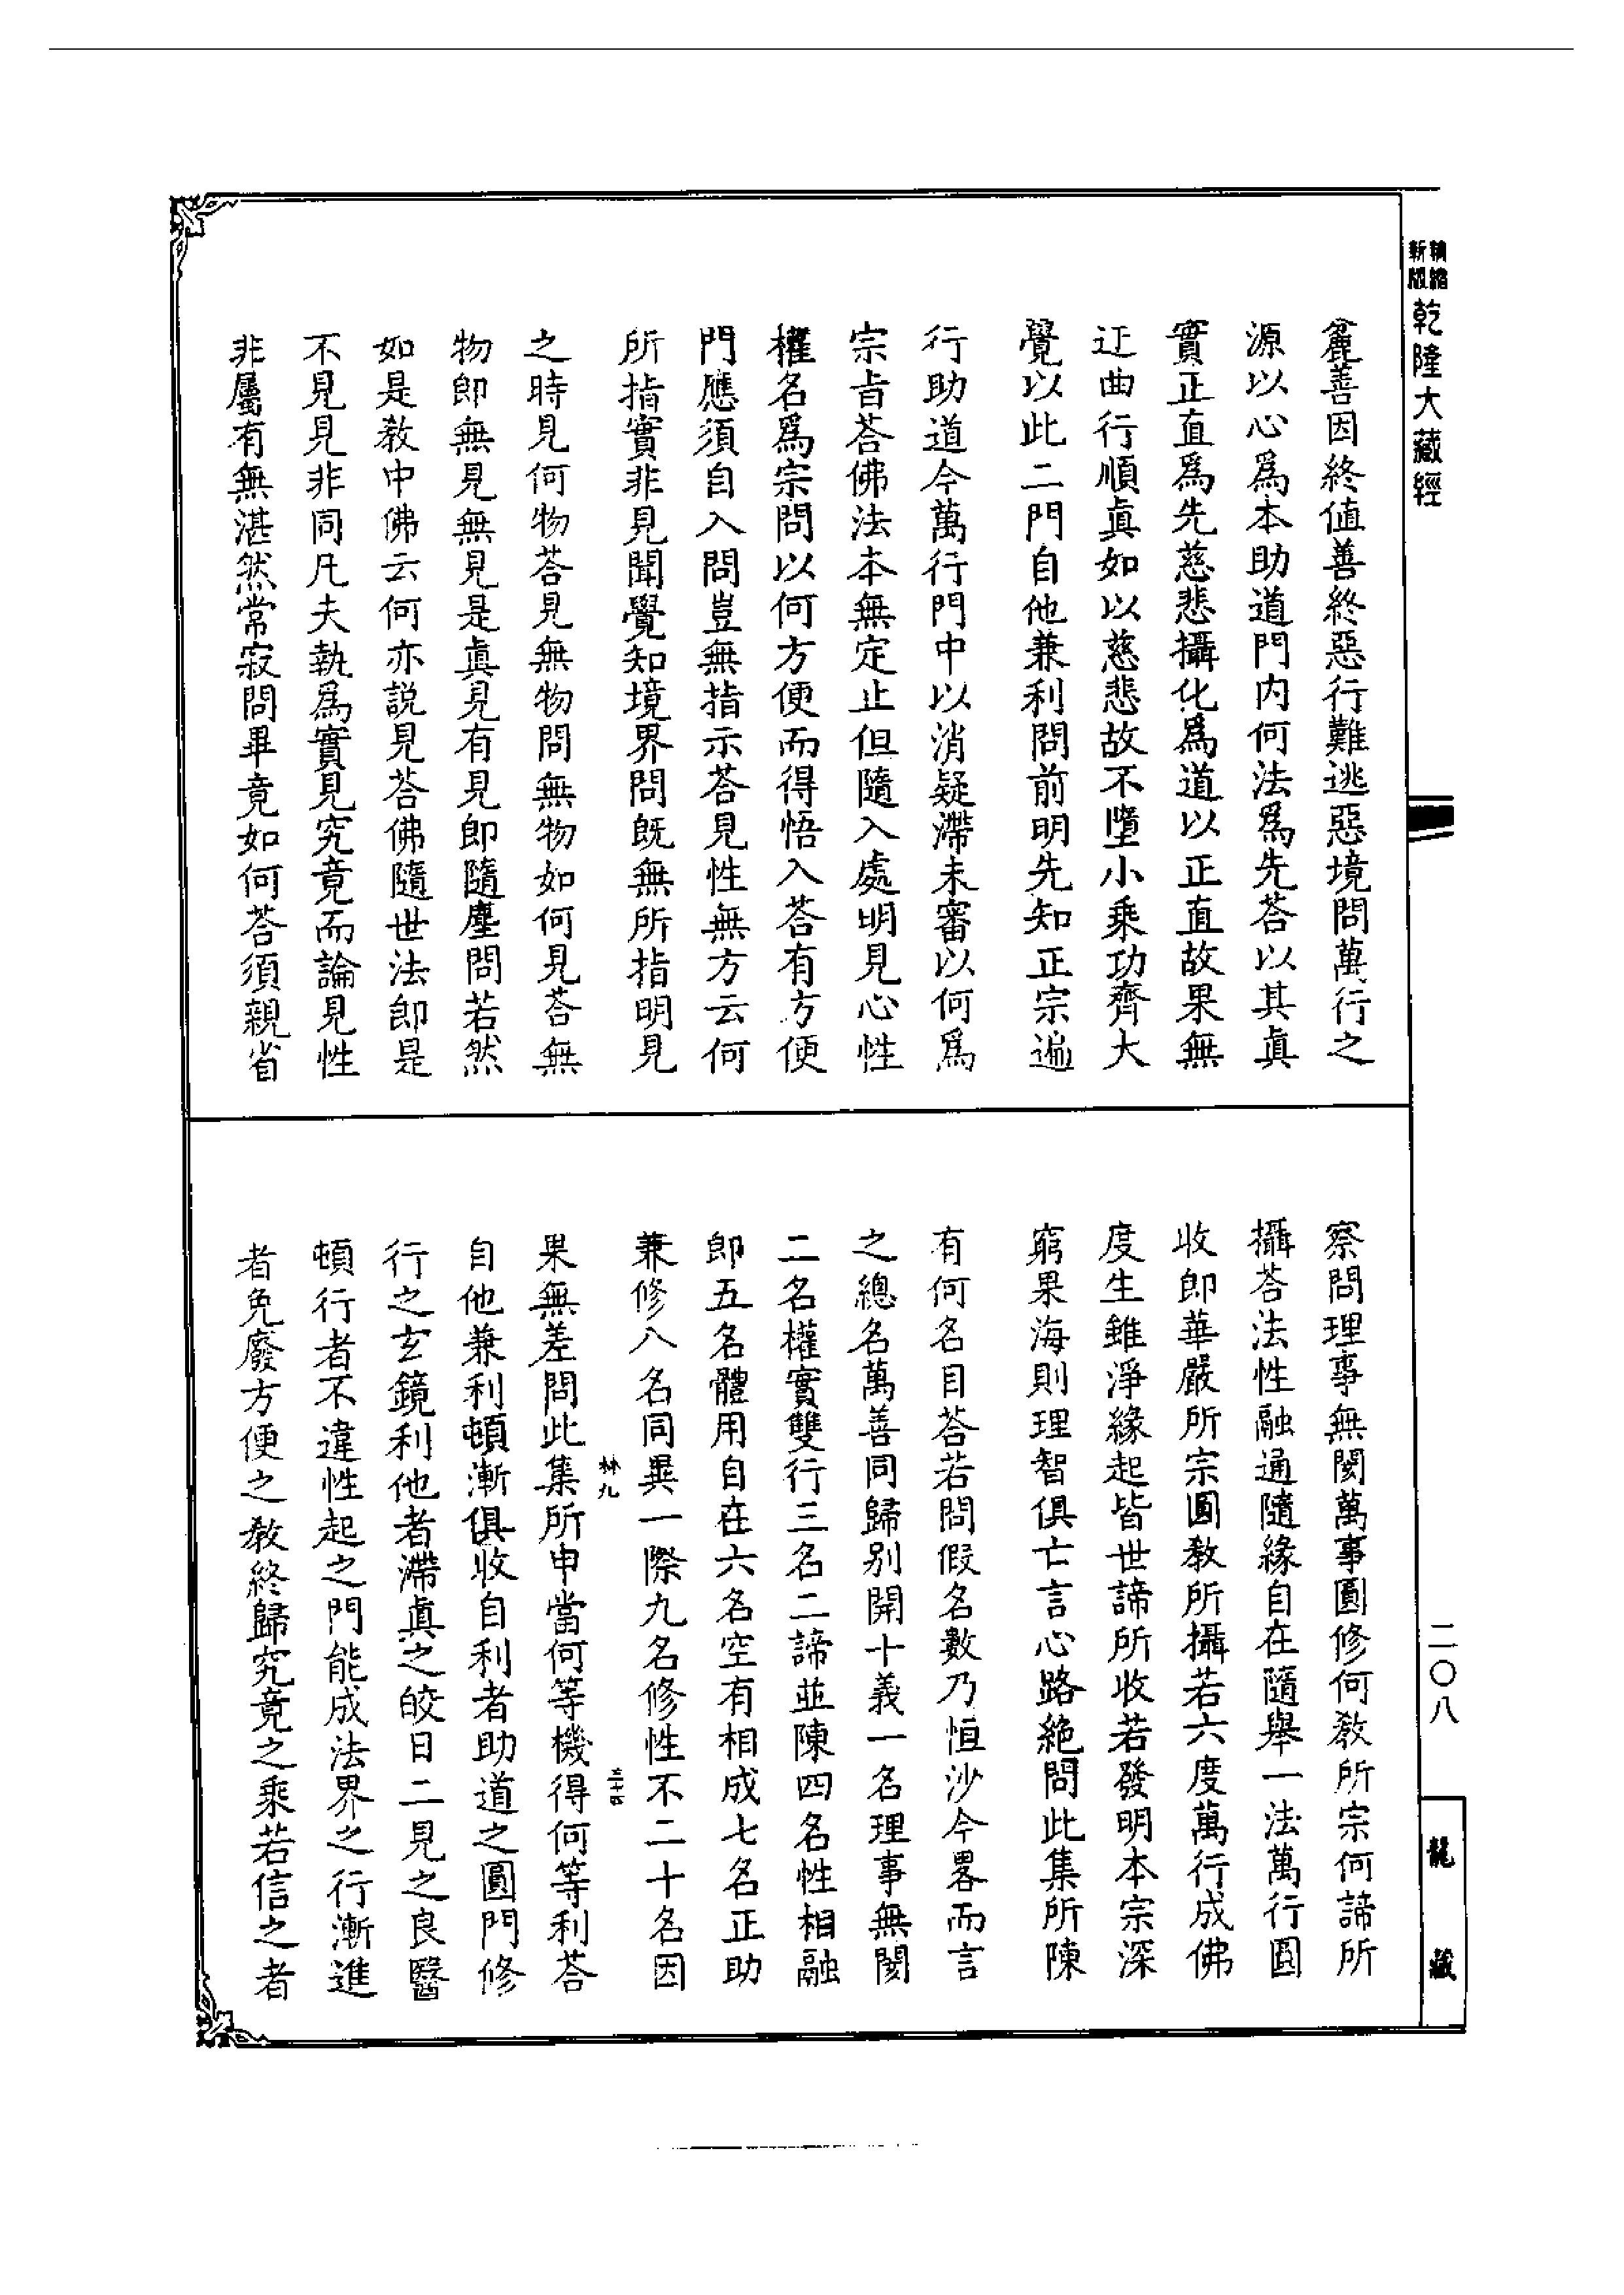 精縮新版 乾隆大藏經
麄善因終值善終惡行難逃惡境問萬行之
源以心爲本助道門内何法爲先荅以其眞
實正直爲先慈悲攝化爲道以正直故果無
迂曲行順眞如以慈悲故不墮小乘功齊大
覺以此二門自他兼利問前明先知正宗遍
行助道今萬行門中以消疑滯未審以何爲
宗㫖荅佛法本無定止但隨入處明見心性
權名爲宗問以何方便而得悟入荅有方便
門應須自入問豈無指示荅見性無方云何
所指實非見聞覺知境界問旣無所指明見
之時見何物荅見無物問無物如何見荅無
物即無見無見是眞見有見即隨塵問若然
如是教中佛云何亦説見荅佛隨世法即是
不見見非同凡夫執爲實見究竟而論見性
非屬有無湛然常寂問畢竟如何荅須親省
察問理事無閡萬事圓修何教所宗何諦所
攝荅法性融通隨緣自在隨舉一法萬行圓
收即華嚴所宗圓教所攝若六度萬行成佛
度生雖淨緣起皆世諦所收若發明本宗深
窮果海則理智俱亡言心路絶問此集所陳
有何名目荅若問假名數乃恒沙今畧而言
之總名萬善同歸別開十義一名理事無閡
二名權實雙行三名二諦並陳四名性相融
即五名體用自在六名空有相成七名正助
兼修八名同異一際九名修性不二十名因
果無差問此集所申當何等機得何等利荅
自他兼利頓漸俱收自利者助道之圓門修
行之玄鏡利他者滯眞之皎日二見之良醫
頓行者不違性起之門能成法界之行漸進
者免廢方便之教終歸究竟之乘若信之者
林九
三十四
二〇八
龍藏